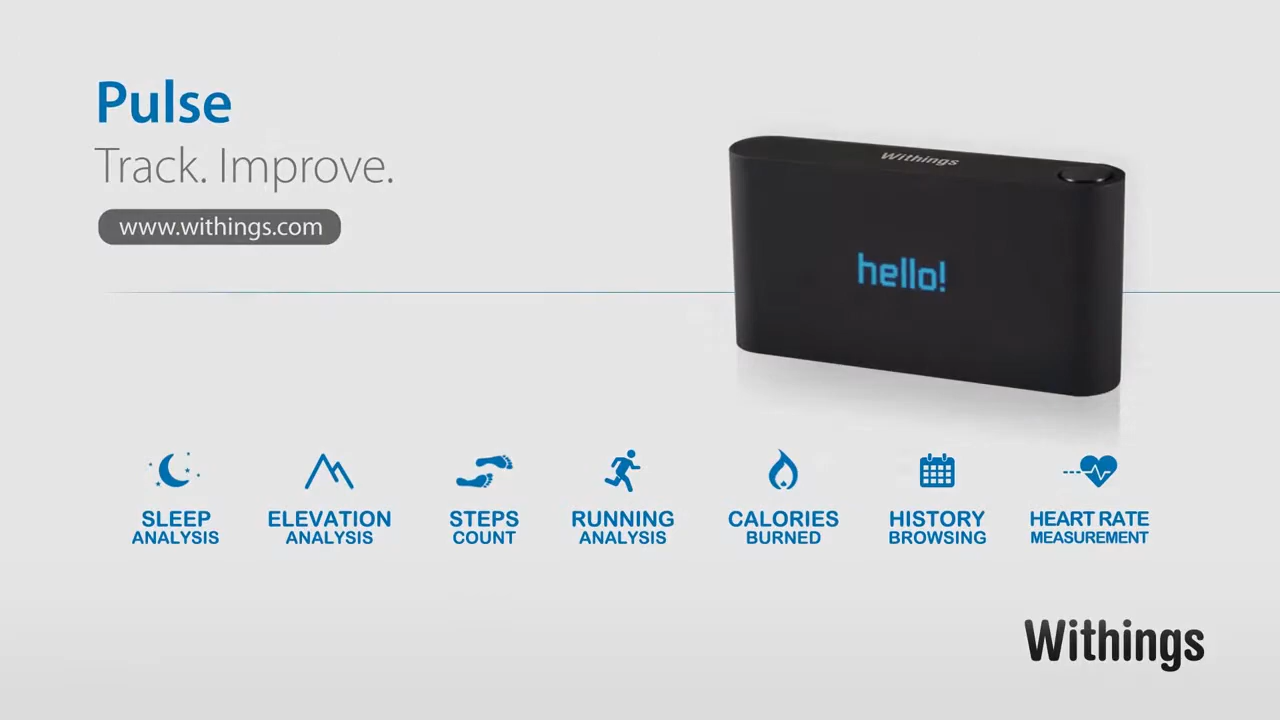 Pulse
Track. Improve.
www.withings.com
Withings
hello!
SLEEP
ANALYSIS
ELEVATION
ANALYSIS
STEPS
COUNT
RUNNING
ANALYSIS
CALORIES
BURNED
HISTORY
BROWSING
HEART RATE
MEASUREMENT
Withings